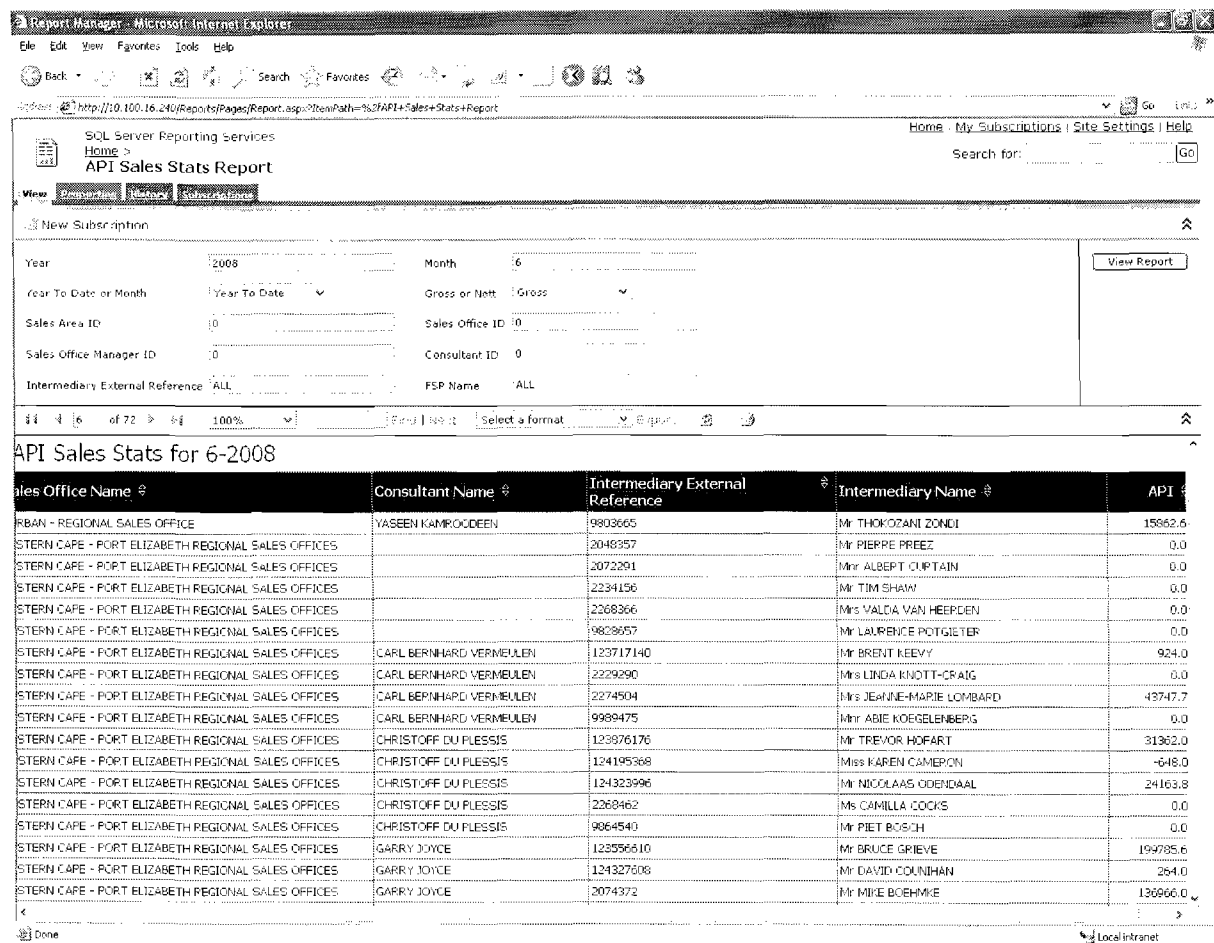 Report Manager - Microsoft Internet Explorer
File Edit View Favorites Tools Help
Back Search Favorites
Address http://10.100.16.240/Reports/Pages/Report.aspx?ItemPath=%2fAPI+Sales+Stats+Report Go Links »
SQL Server Reporting Services
Home | My Subscriptions | Site Settings | Help
Home >
API Sales Stats Report
Search for: Go
View Properties History Subscriptions
New Subscription
Year 2008 Month 6 View Report
Year To Date or Month Year To Date Gross or Nett Gross
Sales Area ID 0 Sales Office ID 0
Sales Office Manager ID 0 Consultant ID 0
Intermediary External Reference ALL FSP Name ALL
6 of 72 100% Find | Next Select a format Export
API Sales Stats for 6-2008
ales Office Name Consultant Name Intermediary External Reference Intermediary Name API
RBAN - REGIONAL SALES OFFICE YASEEN KAMROODEEN 9803665 Mr THOKOZANI ZONDI 15862.6
STERN CAPE - PORT ELIZABETH REGIONAL SALES OFFICES 2048357 Mr PIERRE PREEZ 0.0
STERN CAPE - PORT ELIZABETH REGIONAL SALES OFFICES 2072291 Mnr ALBERT CURTAIN 0.0
STERN CAPE - PORT ELIZABETH REGIONAL SALES OFFICES 2234156 Mr TIM SHAW 0.0
STERN CAPE - PORT ELIZABETH REGIONAL SALES OFFICES 2268366 Mrs VALDA VAN HEERDEN 0.0
STERN CAPE - PORT ELIZABETH REGIONAL SALES OFFICES 9828657 Mr LAURENCE POTGIETER 0.0
STERN CAPE - PORT ELIZABETH REGIONAL SALES OFFICES CARL BERNHARD VERMEULEN 123717140 Mr BRENT KEEVY 924.0
STERN CAPE - PORT ELIZABETH REGIONAL SALES OFFICES CARL BERNHARD VERMEULEN 2229290 Mrs LINDA KNOTT-CRAIG 0.0
STERN CAPE - PORT ELIZABETH REGIONAL SALES OFFICES CARL BERNHARD VERMEULEN 2274504 Mrs JEANNE-MARIE LOMBARD 43747.7
STERN CAPE - PORT ELIZABETH REGIONAL SALES OFFICES CARL BERNHARD VERMEULEN 9989475 Mnr ABIE KOEGELENBERG 0.0
STERN CAPE - PORT ELIZABETH REGIONAL SALES OFFICES CHRISTOFF DU PLESSIS 123876176 Mr TREVOR HOFART 31362.0
STERN CAPE - PORT ELIZABETH REGIONAL SALES OFFICES CHRISTOFF DU PLESSIS 124195368 Miss KAREN CAMERON -648.0
STERN CAPE - PORT ELIZABETH REGIONAL SALES OFFICES CHRISTOFF DU PLESSIS 124323996 Mr NICOLAAS ODENDAAL 24163.8
STERN CAPE - PORT ELIZABETH REGIONAL SALES OFFICES CHRISTOFF DU PLESSIS 2268462 Ms CAMILLA COCKS 0.0
STERN CAPE - PORT ELIZABETH REGIONAL SALES OFFICES CHRISTOFF DU PLESSIS 9864540 Mr PIET BOSCH 0.0
STERN CAPE - PORT ELIZABETH REGIONAL SALES OFFICES GARRY JOYCE 123556610 Mr BRUCE GRIEVE 199785.6
STERN CAPE - PORT ELIZABETH REGIONAL SALES OFFICES GARRY JOYCE 124327608 Mr DAVID COUNIHAN 264.0
STERN CAPE - PORT ELIZABETH REGIONAL SALES OFFICES GARRY JOYCE 2074372 Mr MIKE BOEHMKE 136966.0
Done Local intranet